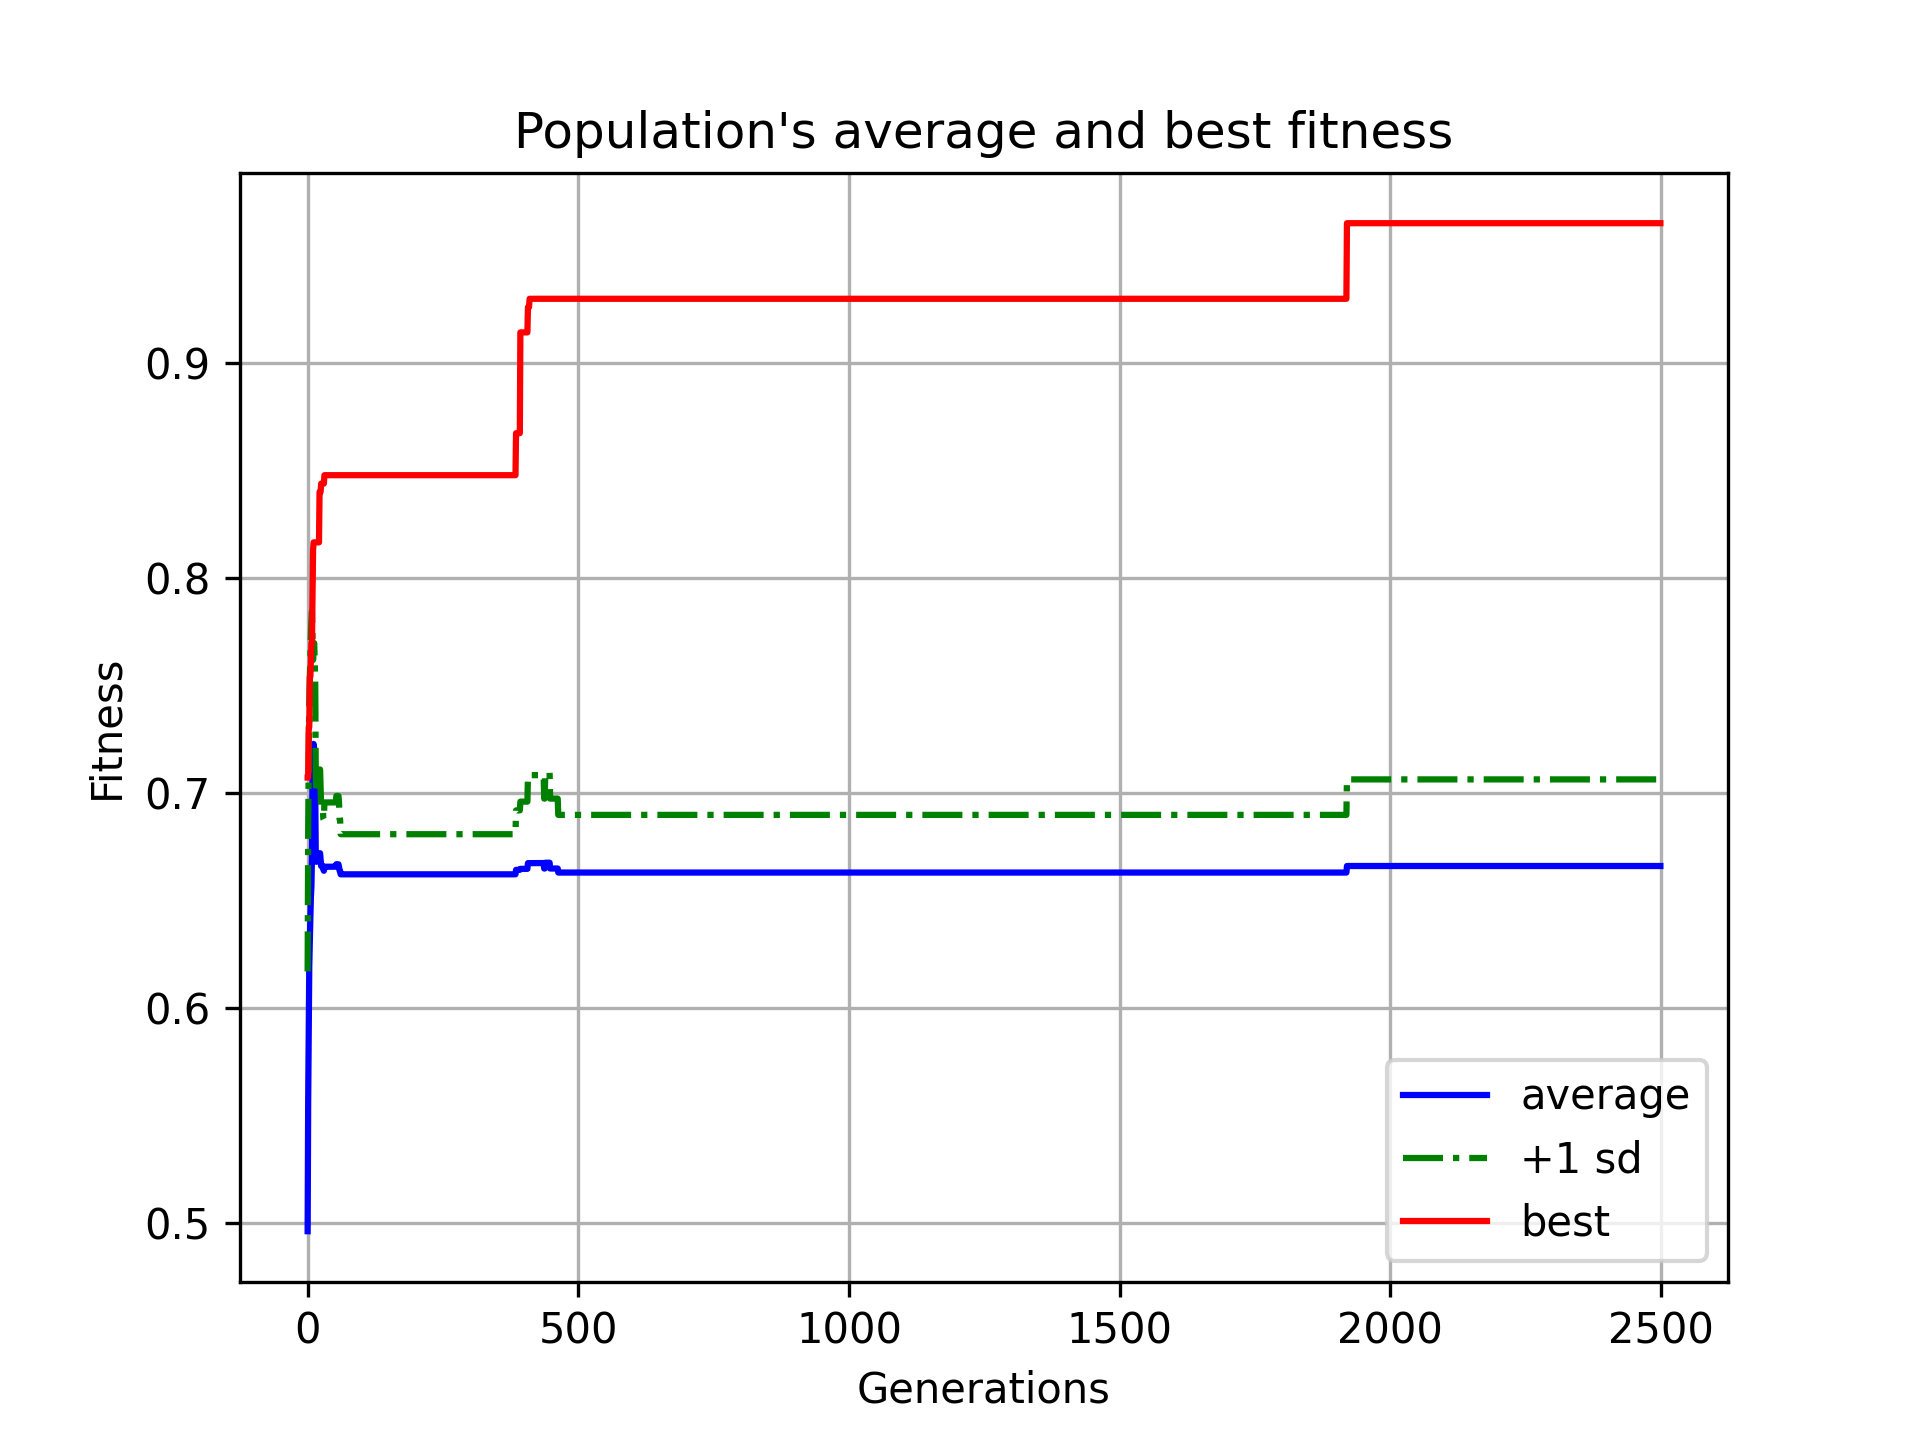 Population's average and best fitness
Fitness
0.9
0.8
0.7
0.6
0.5
average
+1 sd
best
0 500 1000 1500 2000 2500
Generations